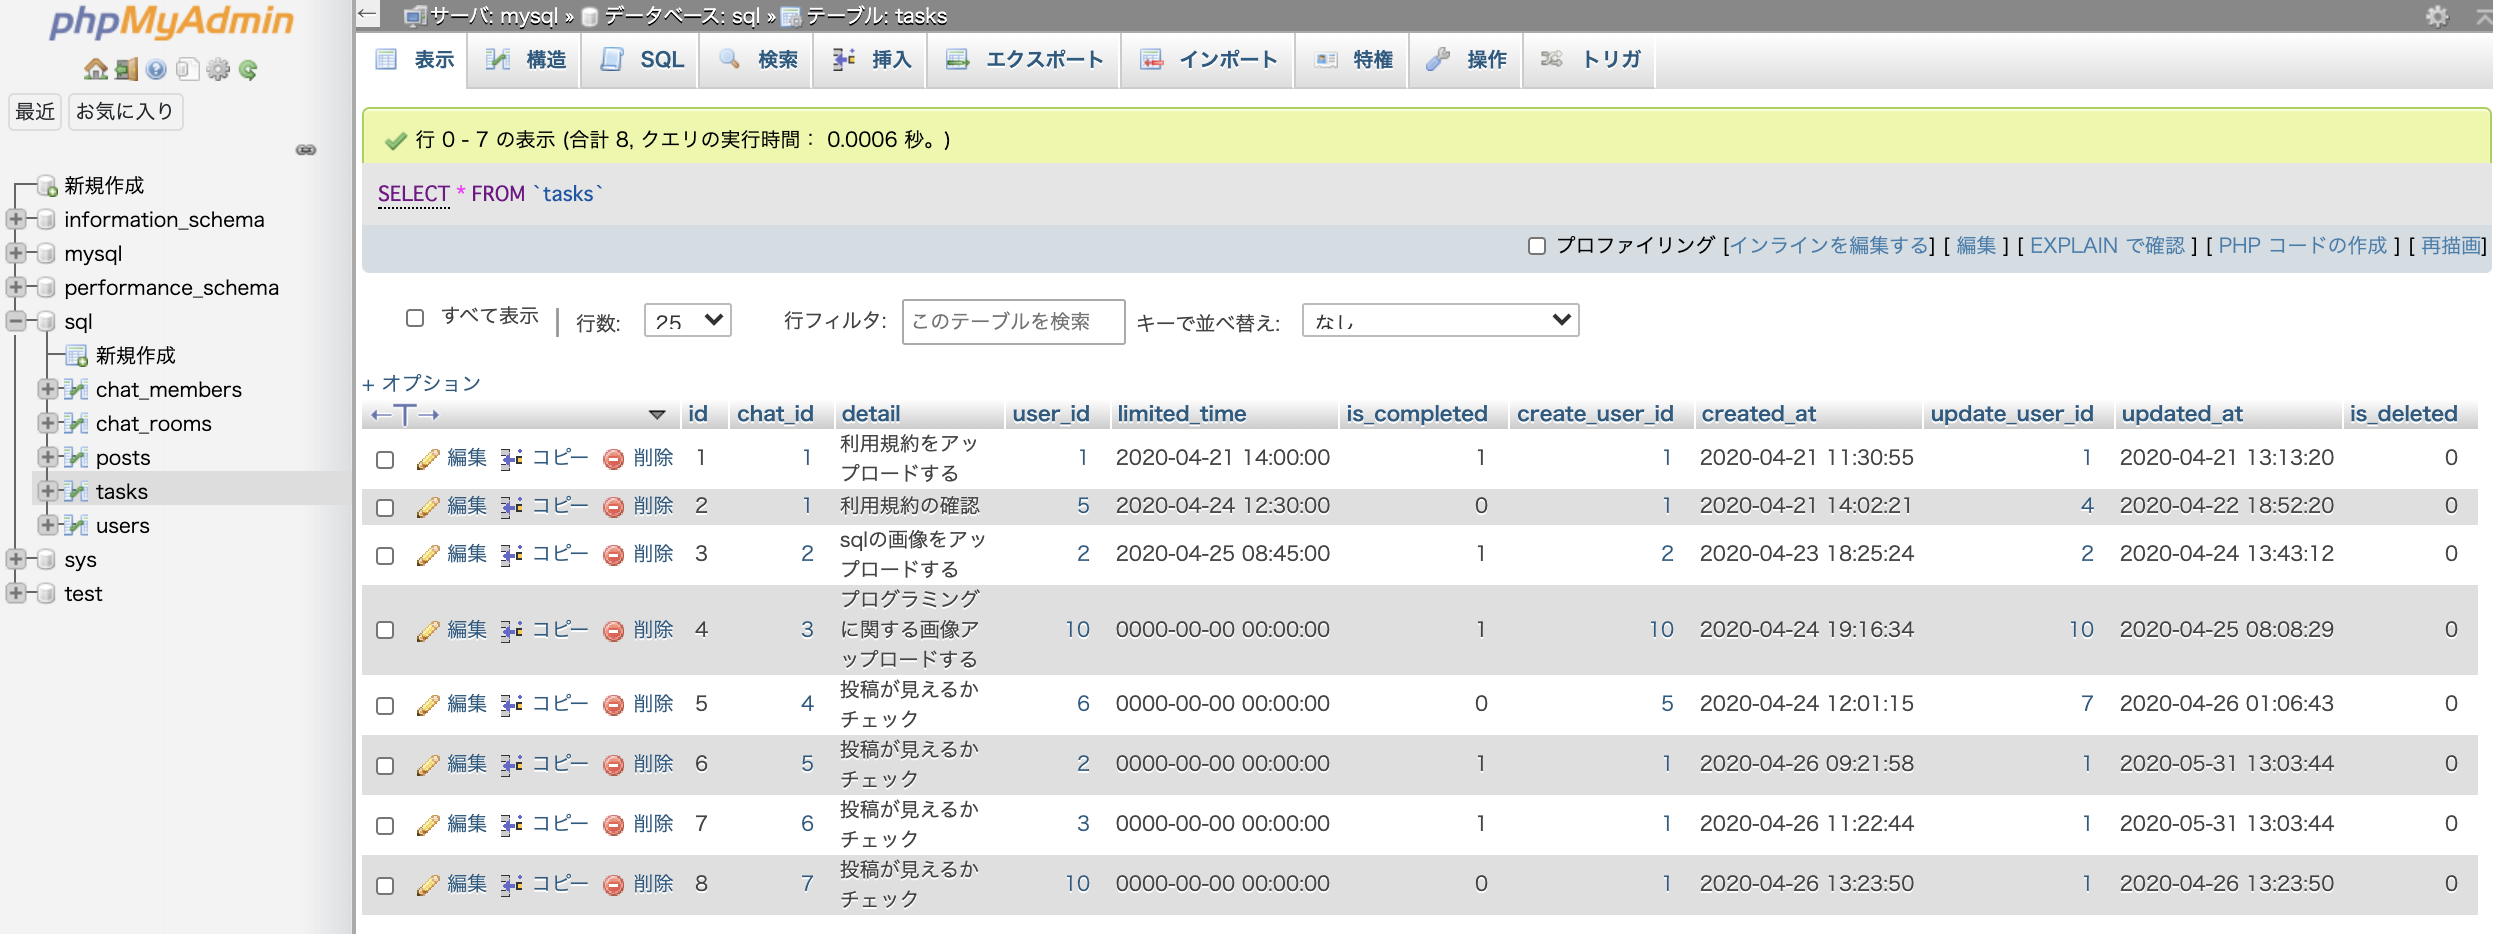 phpMyAdmin
最近 お気に入り
新規作成
information_schema
mysql
performance_schema
sql
新規作成
chat_members
chat_rooms
posts
tasks
users
sys
test
サーバ: mysql » データベース: sql » テーブル: tasks
表示 構造 SQL 検索 挿入 エクスポート インポート 特権 操作 トリガ
行 0 - 7 の表示 (合計 8, クエリの実行時間： 0.0006 秒。)
SELECT * FROM `tasks`
プロファイリング [インラインを編集する] [ 編集 ] [ EXPLAIN で確認 ] [ PHP コードの作成 ] [ 再描画]
すべて表示 | 行数: 25 行フィルタ: このテーブルを検索 キーで並べ替え: なし
+ オプション
←T→ id chat_id detail user_id limited_time is_completed create_user_id created_at update_user_id updated_at is_deleted
編集 コピー 削除 1 1 利用規約をアップロードする 1 2020-04-21 14:00:00 1 1 2020-04-21 11:30:55 1 2020-04-21 13:13:20 0
編集 コピー 削除 2 1 利用規約の確認 5 2020-04-24 12:30:00 0 1 2020-04-21 14:02:21 4 2020-04-22 18:52:20 0
編集 コピー 削除 3 2 sqlの画像をアップロードする 2 2020-04-25 08:45:00 1 2 2020-04-23 18:25:24 2 2020-04-24 13:43:12 0
編集 コピー 削除 4 3 プログラミングに関する画像アップロードする 10 0000-00-00 00:00:00 1 10 2020-04-24 19:16:34 10 2020-04-25 08:08:29 0
編集 コピー 削除 5 4 投稿が見えるかチェック 6 0000-00-00 00:00:00 0 5 2020-04-24 12:01:15 7 2020-04-26 01:06:43 0
編集 コピー 削除 6 5 投稿が見えるかチェック 2 0000-00-00 00:00:00 1 1 2020-04-26 09:21:58 1 2020-05-31 13:03:44 0
編集 コピー 削除 7 6 投稿が見えるかチェック 3 0000-00-00 00:00:00 1 1 2020-04-26 11:22:44 1 2020-05-31 13:03:44 0
編集 コピー 削除 8 7 投稿が見えるかチェック 10 0000-00-00 00:00:00 0 1 2020-04-26 13:23:50 1 2020-04-26 13:23:50 0